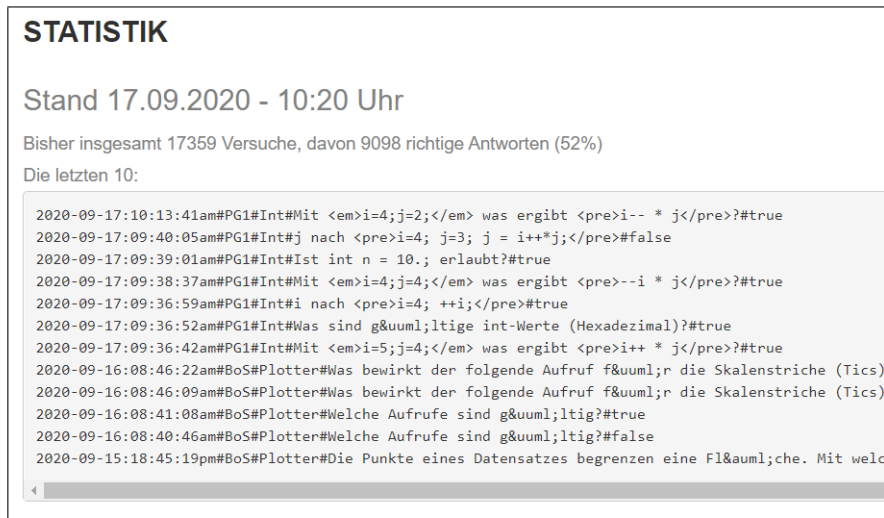 STATISTIK
Stand 17.09.2020 - 10:20 Uhr
Bisher insgesamt 17359 Versuche, davon 9098 richtige Antworten (52%)
Die letzten 10:
2020-09-17:10:13:41am#PG1#Int#Mit <em>i=4;j=2;</em> was ergibt <pre>i-- * j</pre>?#true
2020-09-17:09:40:05am#PG1#Int#j nach <pre>i=4; j=3; j = i++*j;</pre>#false
2020-09-17:09:39:01am#PG1#Int#Ist int n = 10.; erlaubt?#true
2020-09-17:09:38:37am#PG1#Int#Mit <em>i=4;j=4;</em> was ergibt <pre>--i * j</pre>?#true
2020-09-17:09:36:59am#PG1#Int#i nach <pre>i=4; ++i;</pre>#true
2020-09-17:09:36:52am#PG1#Int#Was sind g&uuml;ltige int-Werte (Hexadezimal)?#true
2020-09-17:09:36:42am#PG1#Int#Mit <em>i=5;j=4;</em> was ergibt <pre>i++ * j</pre>?#true
2020-09-16:08:46:22am#BoS#Plotter#Was bewirkt der folgende Aufruf f&uuml;r die Skalenstriche (Tics)
2020-09-16:08:46:09am#BoS#Plotter#Was bewirkt der folgende Aufruf f&uuml;r die Skalenstriche (Tics)
2020-09-16:08:41:08am#BoS#Plotter#Welche Aufrufe sind g&uuml;ltig?#true
2020-09-16:08:40:46am#BoS#Plotter#Welche Aufrufe sind g&uuml;ltig?#false
2020-09-15:18:45:19pm#BoS#Plotter#Die Punkte eines Datensatzes begrenzen eine Fl&auml;che. Mit welc